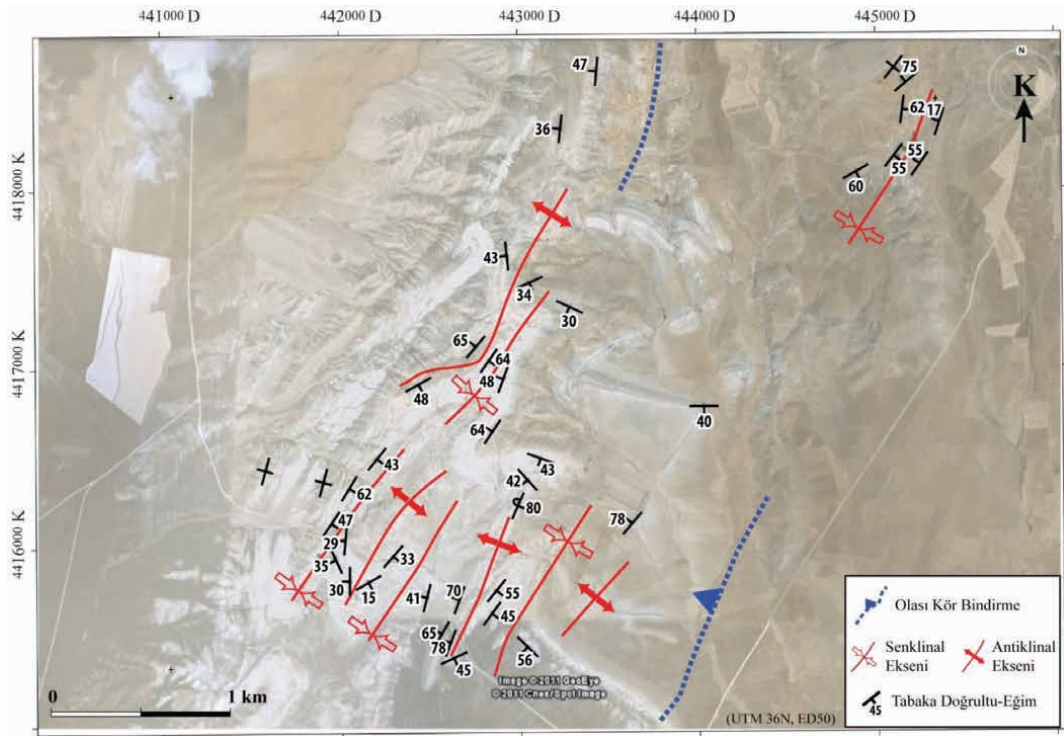 441000 D
442000 D
443000 D
444000 D
445000 D
4418000 K
4417000 K
4416000 K
N
K
47
75
36
62
17
55
55
60
43
34
30
65
64
48
48
40
64
43
43
42
62
80
47
78
29
35
33
30
15
41
70
55
45
65
78
45
56
Image © 2011 GeoEye
© 2011 Cnes/Spot Image
0
1 km
(UTM 36N, ED50)
Olası Kör Bindirme
Senklinal
Ekseni
Antiklinal
Ekseni
45
Tabaka Doğrultu-Eğim